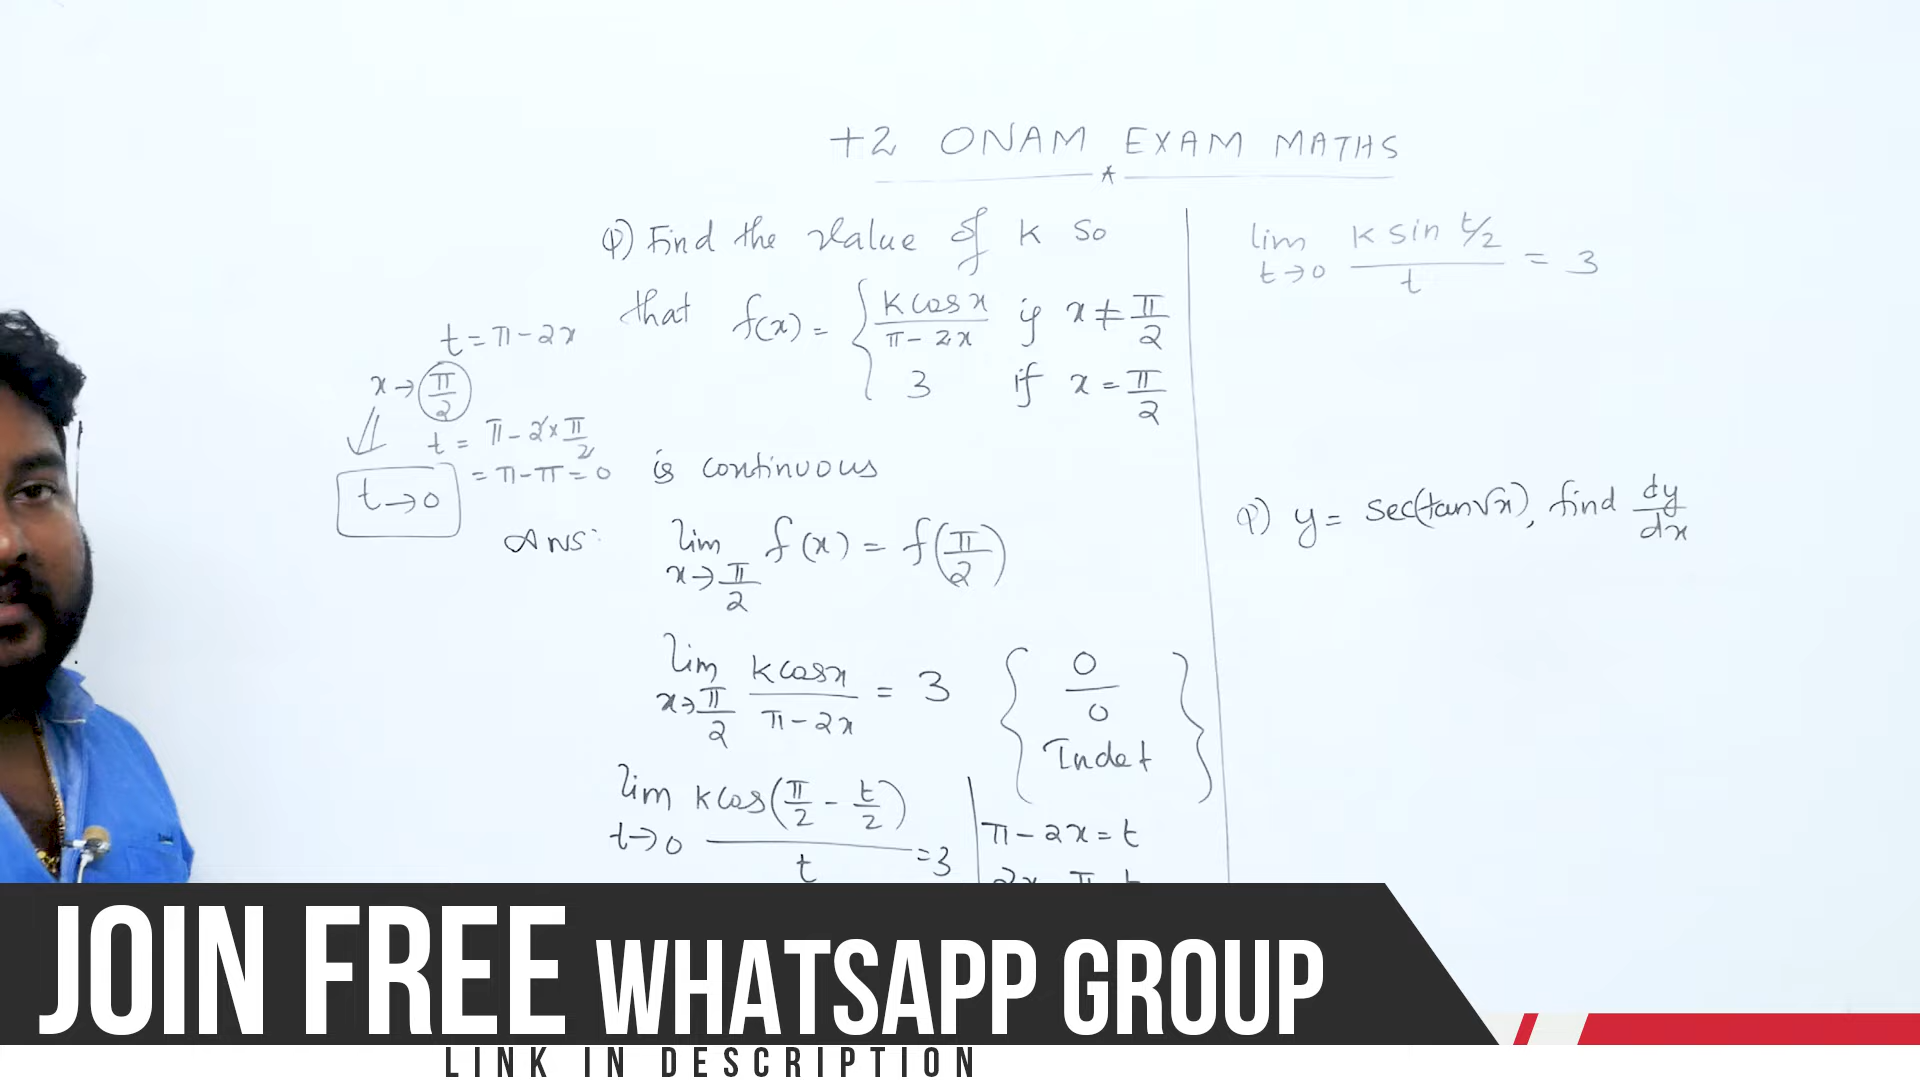 +2 ONAM EXAM MATHS
Q) Find the value of k so
that f(x) = { k cos x / π - 2x if x ≠ π/2
3 if x = π/2
is continuous
t = π - 2x
x → π/2
t = π - 2 × π/2
= π - π = 0
t → 0
Ans:
lim x→π/2 f(x) = f(π/2)
lim x→π/2 k cos x / π - 2x = 3 { 0/0 Indet }
lim t→0 k cos(π/2 - t/2) / t = 3
π - 2x = t
lim t→0 k sin t/2 / t = 3
Q) y = sec(tan√x), find dy/dx
JOIN FREE WHATSAPP GROUP
LINK IN DESCRIPTION